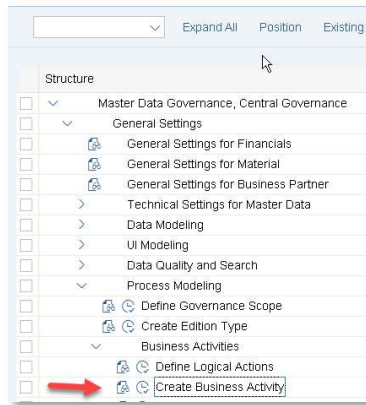 Expand All Position Existing
Structure
Master Data Governance, Central Governance
General Settings
General Settings for Financials
General Settings for Material
General Settings for Business Partner
Technical Settings for Master Data
Data Modeling
UI Modeling
Data Quality and Search
Process Modeling
Define Governance Scope
Create Edition Type
Business Activities
Define Logical Actions
Create Business Activity